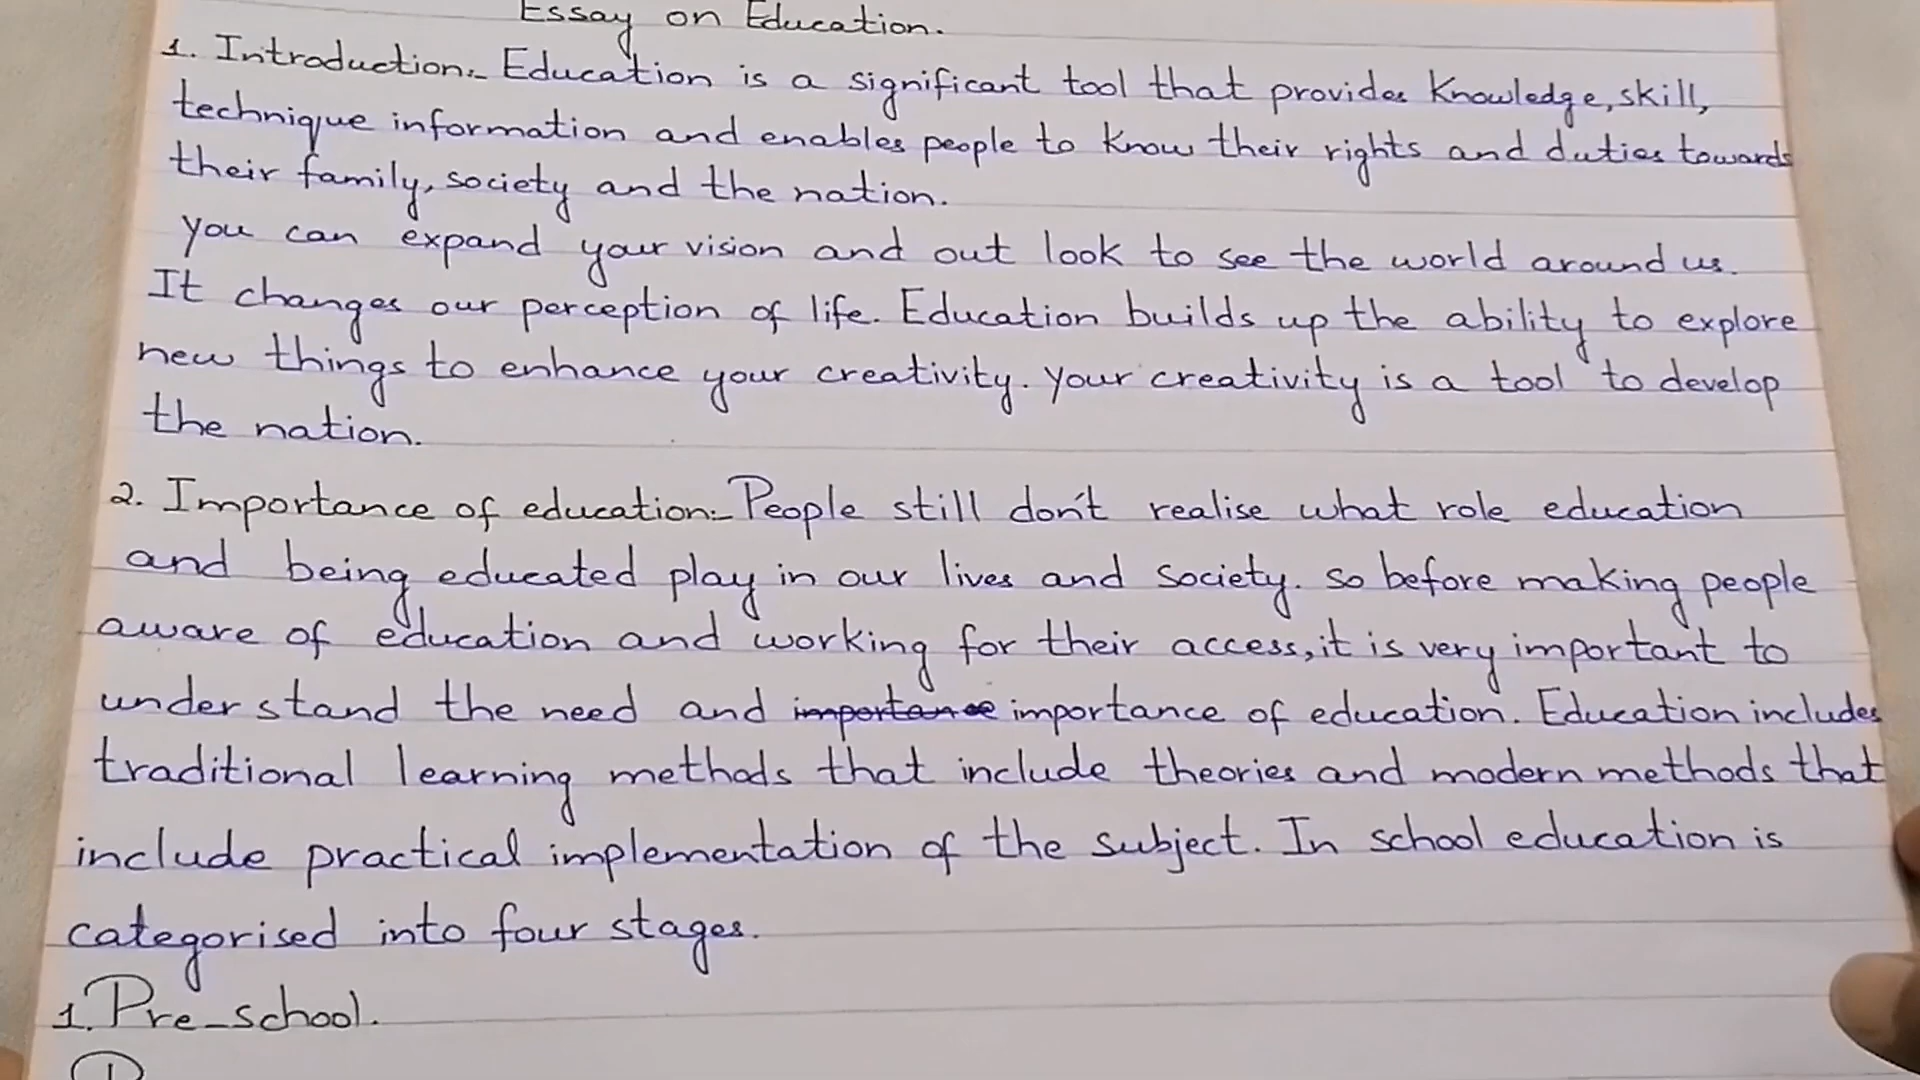 Essay on Education.
1. Introduction:- Education is a significant tool that provides knowledge, skill,
technique information and enables people to know their rights and duties towards
their family, society and the nation.
you can expand your vision and out look to see the world around us.
It changes our perception of life. Education builds up the ability to explore
new things to enhance your creativity. your creativity is a tool to develop
the nation.
2. Importance of education:- People still don't realise what role education
and being educated play in our lives and society. so before making people
aware of education and working for their access, it is very important to
understand the need and importance importance of education. Education includes
traditional learning methods that include theories and modern methods that
include practical implementation of the subject. In school education is
categorised into four stages.
1. Pre-school.